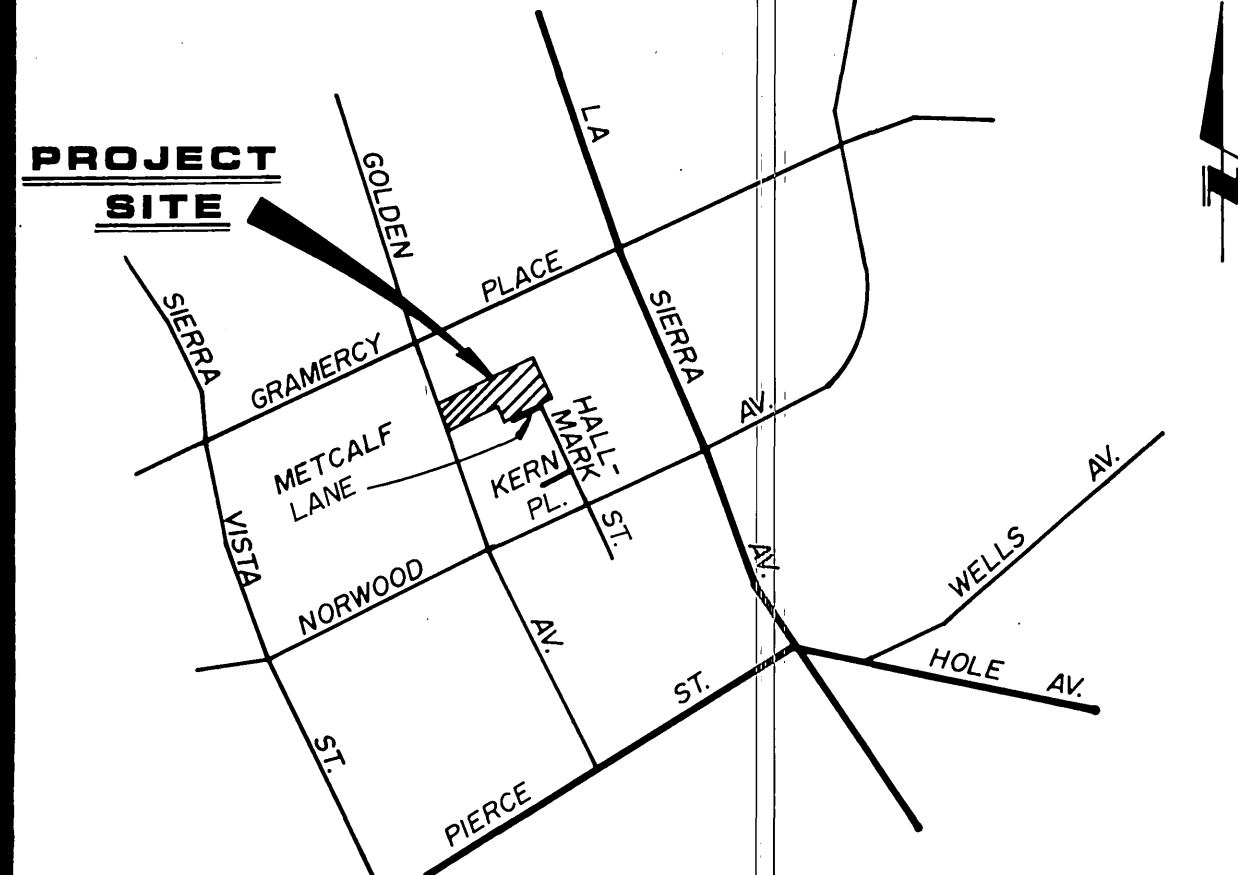 PROJECT
SITE
LA
SIERRA
AV.
GOLDEN
AV.
GRAMERCY PLACE
SIERRA
VISTA
ST.
METCALF
LANE
HALL-
MARK
ST.
KERN
PL.
NORWOOD AV.
WELLS AV.
HOLE AV.
PIERCE ST.
N